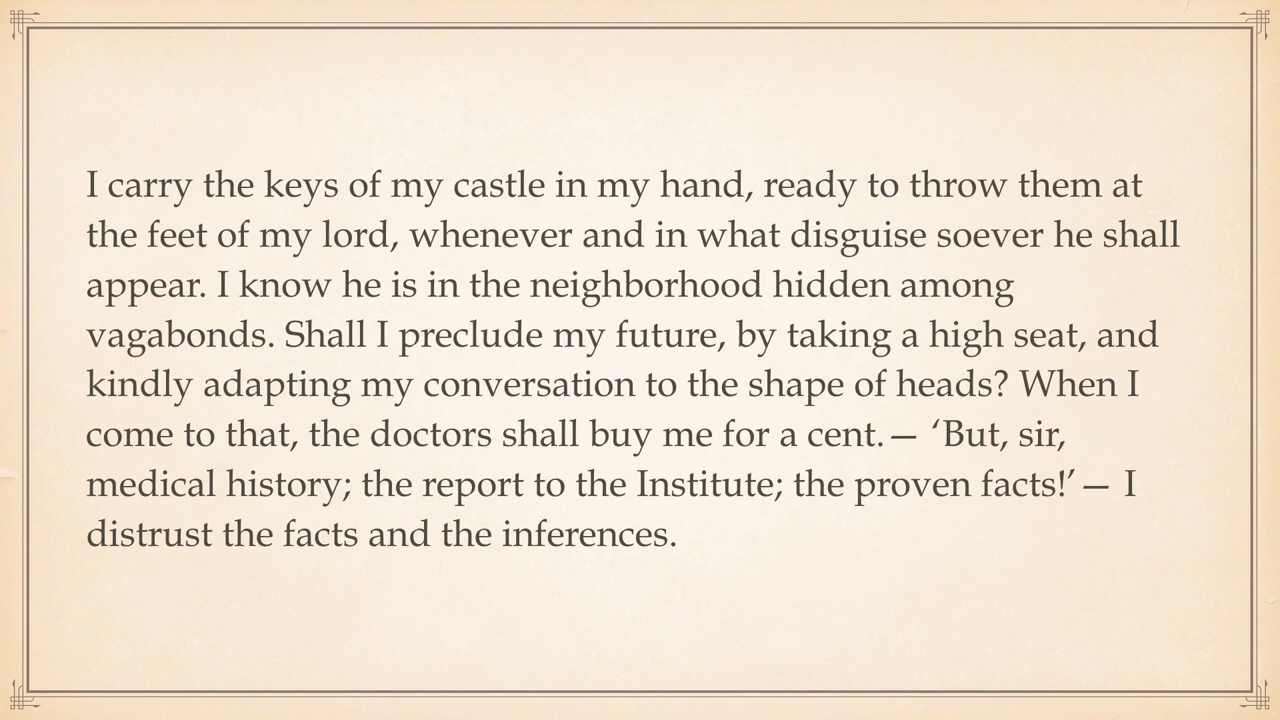 I carry the keys of my castle in my hand, ready to throw them at
the feet of my lord, whenever and in what disguise soever he shall
appear. I know he is in the neighborhood hidden among
vagabonds. Shall I preclude my future, by taking a high seat, and
kindly adapting my conversation to the shape of heads? When I
come to that, the doctors shall buy me for a cent.— ‘But, sir,
medical history; the report to the Institute; the proven facts!’— I
distrust the facts and the inferences.